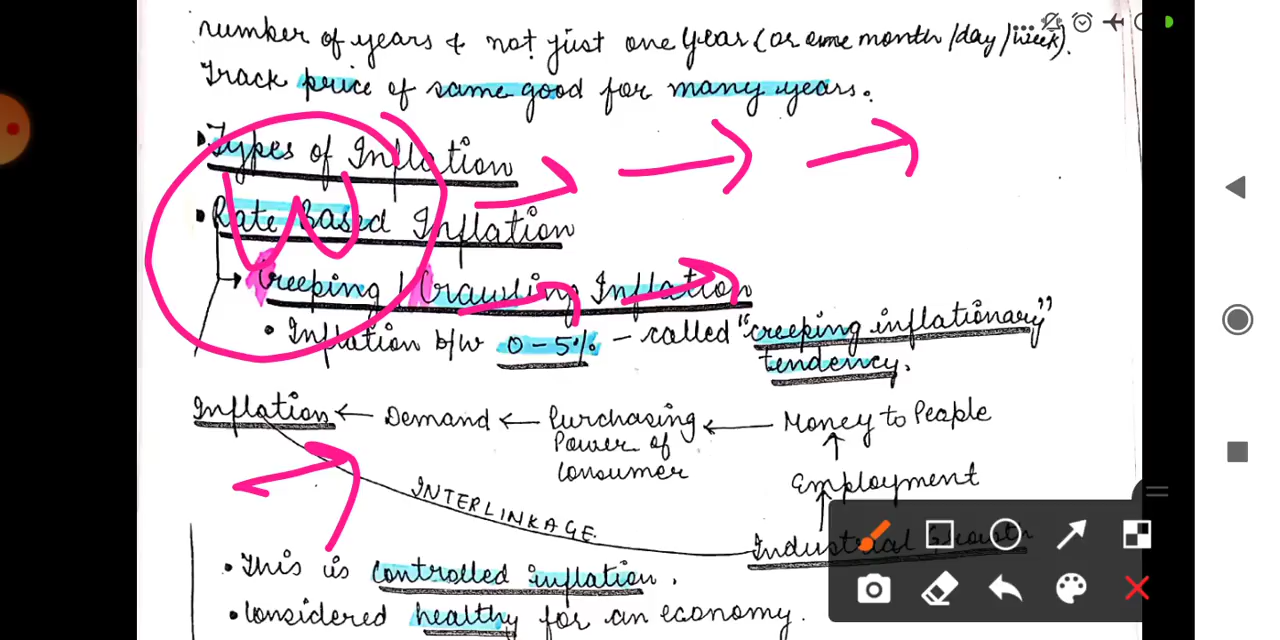 number of years & not just one year (or one month/day/week).
Track price of same good for many years.
Types of Inflation
Rate Based Inflation
Creeping / Crawling Inflation
Inflation b/w 0 – 5% – called "creeping inflationary"
tendency.
Inflation ← Demand ← Purchasing Power of Consumer ← Money to People
Employment
INTERLINKAGE
Industrial Growth
This is controlled inflation.
Considered healthy for an economy.